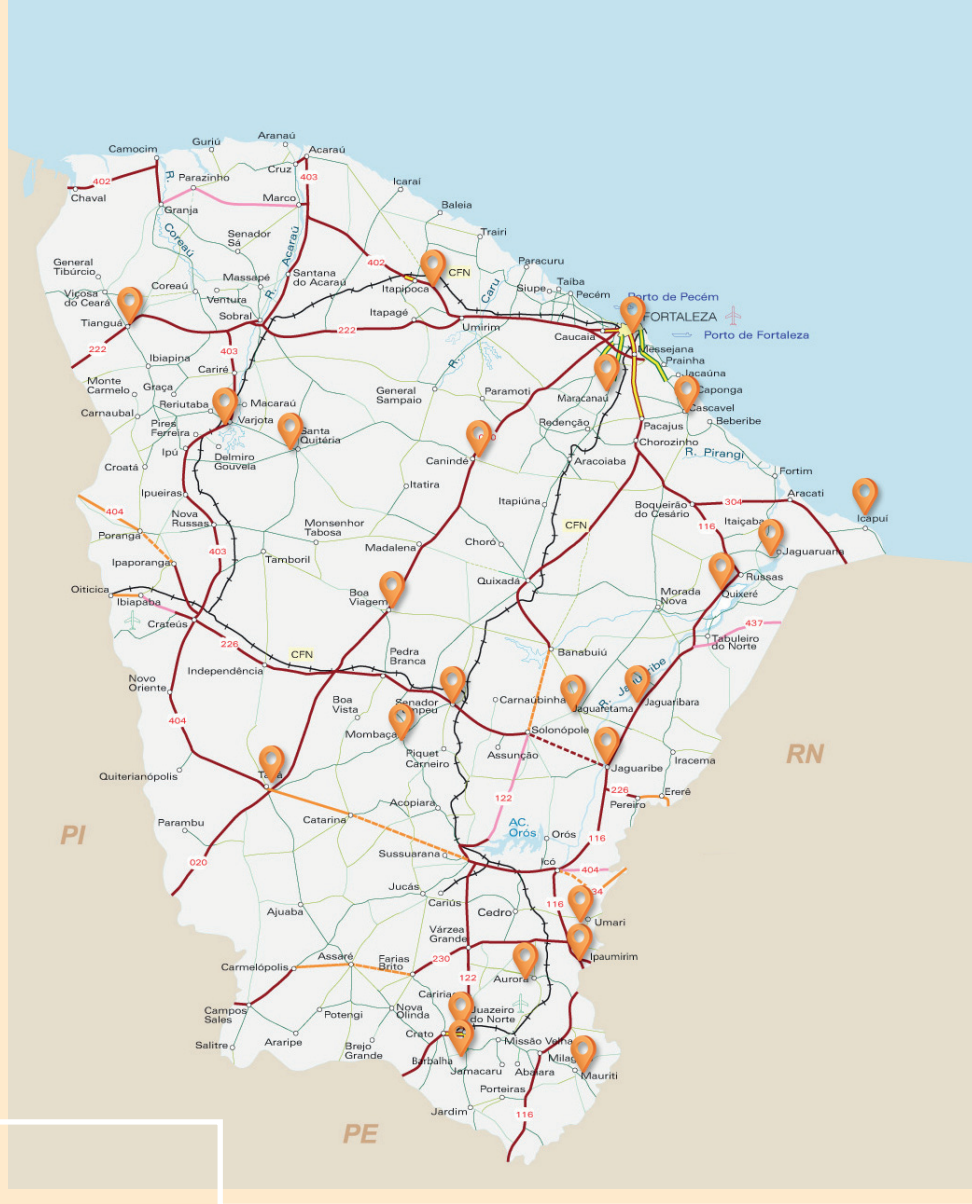 Aranaú
Guriú
Camocim
Acaraú
Cruz
R.
Parazinho
402
403
Icaraí
Chaval
Marco
Baleia
Granja
Coreaú
Acaraú
Senador
Sá
Trairi
General
Tibúrcio
402
CFN
Paracuru
Massapé
Santana
do Acaraú
R.
Coreaú
Itapipoca
Caru
Siupe
Taiba
Viçosa
do Ceará
Ventura
Pecém
Porto de Pecém
Tianguá
Sobral
Itapagé
Umirim
FORTALEZA
222
Caucaia
Porto de Fortaleza
222
403
Messejana
Ibiapina
R.
Prainha
Cariré
Jacaúna
Monte
Carmelo
Graça
General
Sampaio
Paramoti
Maracanaú
Caponga
Reriutaba
Macaraú
Cascavel
Carnaubal
Varjota
Redenção
Pacajus
Beberibe
Pires
Ferreira
Santa
Quitéria
Chorozinho
Ipú
Delmiro
Gouveia
Canindé
Aracoiaba
R. Pirangi
Croatá
Fortim
Itatira
Ipueiras
Itapiúna
Boqueirão
do Cesário
304
Aracati
404
Nova
Russas
Monsenhor
Tabosa
CFN
116
Itaiçaba
Icapuí
Poranga
Madalena
Choró
403
Tamboril
Jaguaruana
Ipaporanga
Quixadá
Russas
Oiticica
Boa
Viagem
Morada
Nova
Quixeré
Ibiapaba
Crateús
437
226
Tabuleiro
do Norte
CFN
Pedra
Branca
Banabuiú
Independência
Novo
Oriente
Boa
Vista
Senador
Pompeu
Carnaúbinha
R. Jaguaribe
Jaguaribara
404
Jaguaretama
Mombaça
Solonópole
Piquet
Carneiro
Assunção
Iracema
RN
Quiterianópolis
Tauá
Jaguaribe
122
226
Ererê
Acopiara
Pereiro
Parambu
Catarina
AC.
Orós
PI
Orós
116
020
Sussuarana
Icó
404
Jucás
116
Cariús
Ajuaba
Cedro
Umari
Várzea
Grande
Assaré
Farias
Brito
230
Ipaumirim
Carmelópolis
122
Aurora
Campos
Sales
Nova
Olinda
Juazeiro
do Norte
Potengi
Crato
Salitre
Araripe
Brejo
Grande
Missão Velha
Barbalha
Jamacaru
Abaiara
Mauriti
Porteiras
Jardim
116
PE